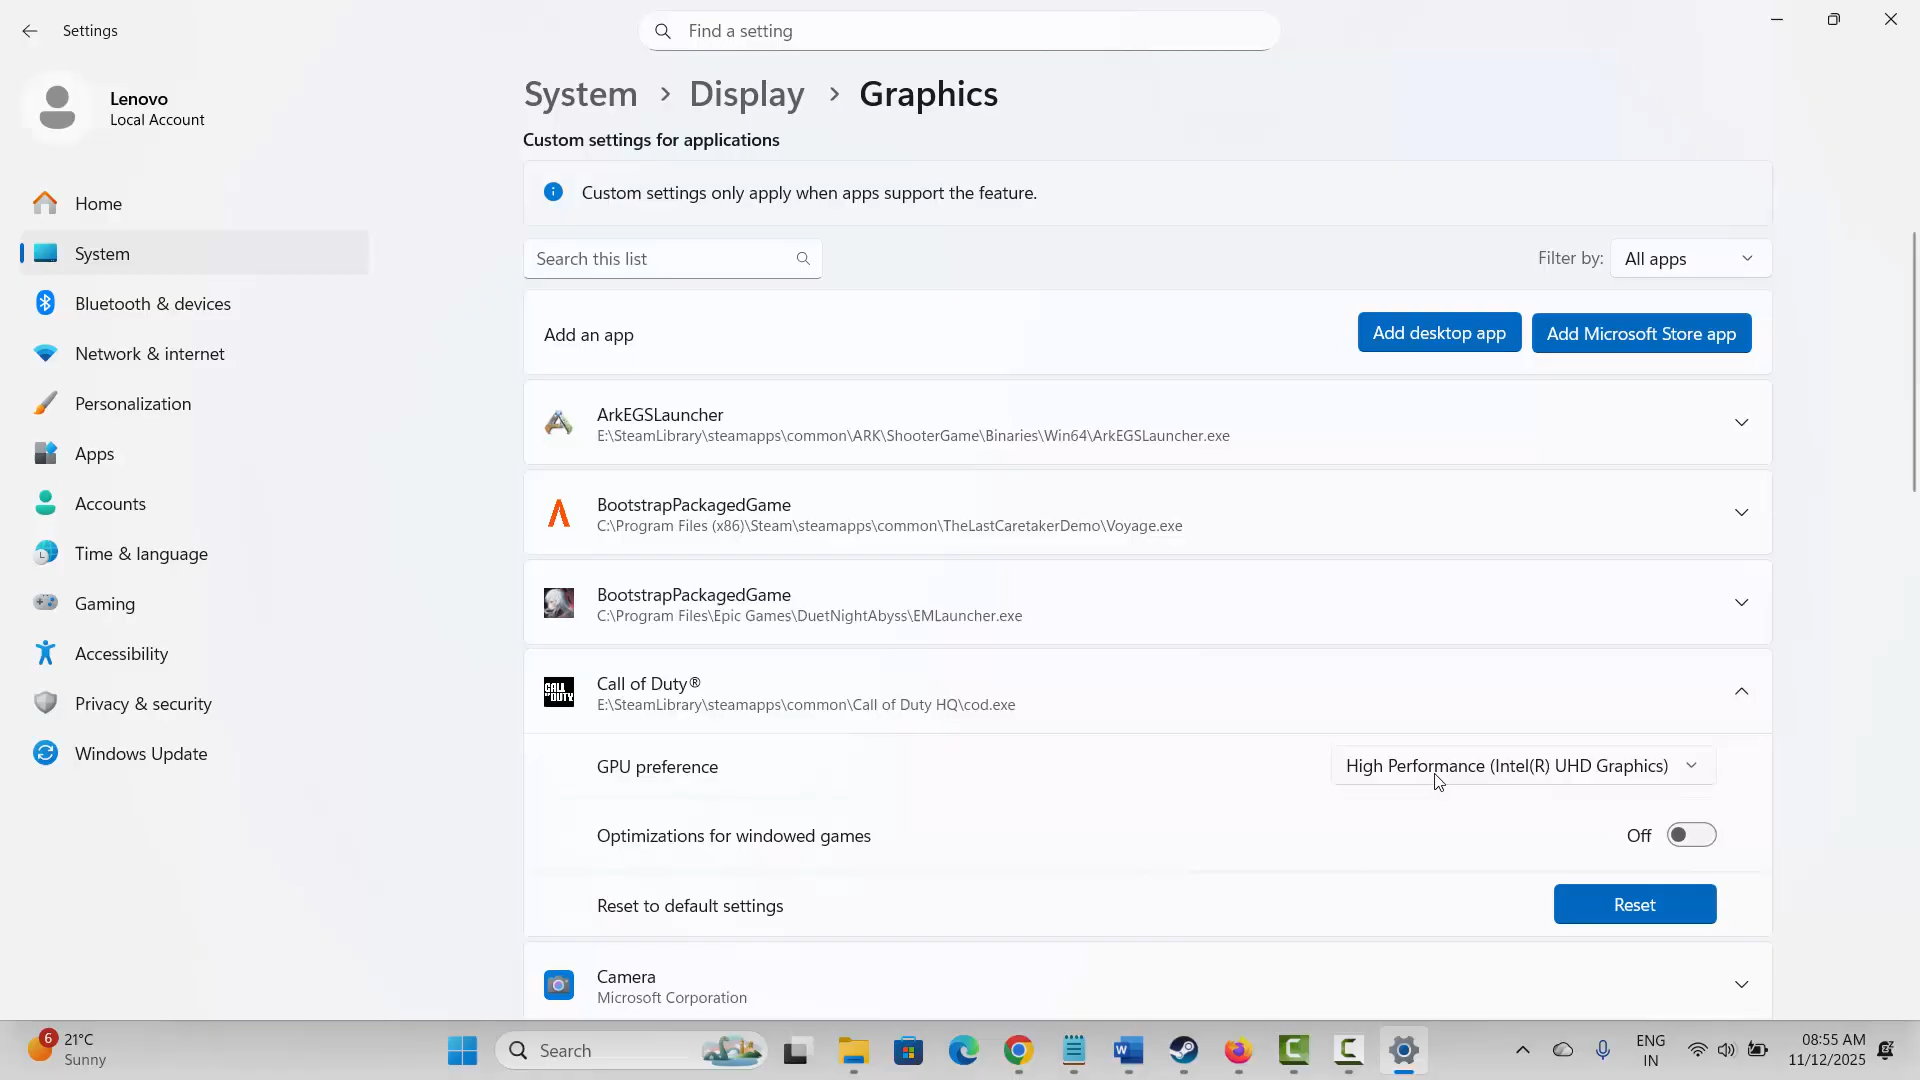 Settings
Find a setting
Lenovo
Local Account
Home
System
Bluetooth & devices
Network & internet
Personalization
Apps
Accounts
Time & language
Gaming
Accessibility
Privacy & security
Windows Update
System > Display > Graphics
Custom settings for applications
Custom settings only apply when apps support the feature.
Search this list
Filter by: All apps
Add an app
Add desktop app
Add Microsoft Store app
ArkEGSLauncher
E:\SteamLibrary\steamapps\common\ARK\ShooterGame\Binaries\Win64\ArkEGSLauncher.exe
BootstrapPackagedGame
C:\Program Files (x86)\Steam\steamapps\common\TheLastCaretakerDemo\Voyage.exe
BootstrapPackagedGame
C:\Program Files\Epic Games\DuetNightAbyss\EMLauncher.exe
CALL OF DUTY
Call of Duty®
E:\SteamLibrary\steamapps\common\Call of Duty HQ\cod.exe
GPU preference
High Performance (Intel(R) UHD Graphics)
Optimizations for windowed games
Off
Reset to default settings
Reset
Camera
Microsoft Corporation
6
21°C
Sunny
Search
ENG
IN
08:55 AM
11/12/2025